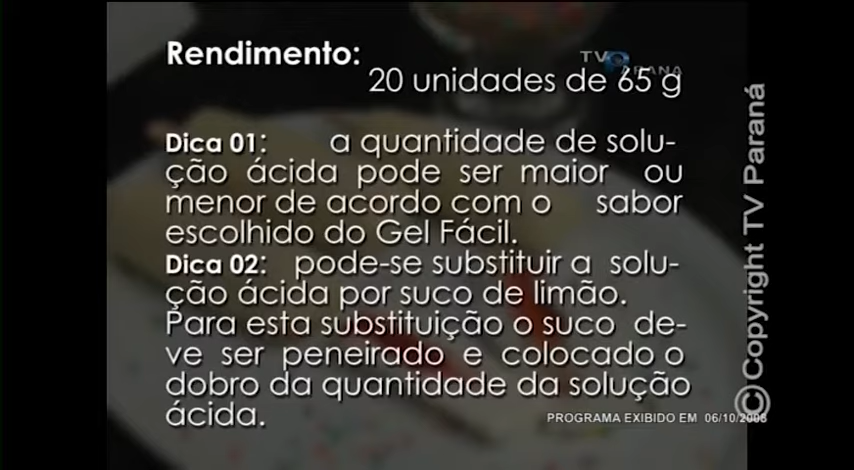 Rendimento:
TV PARANA
20 unidades de 65 g
Dica 01: a quantidade de solu-
ção ácida pode ser maior ou
menor de acordo com o sabor
escolhido do Gel Fácil.
Dica 02: pode-se substituir a solu-
ção ácida por suco de limão.
Para esta substituição o suco de-
ve ser peneirado e colocado o
dobro da quantidade da solução
ácida.
PROGRAMA EXIBIDO EM 06/10/2008
© Copyright TV Paraná